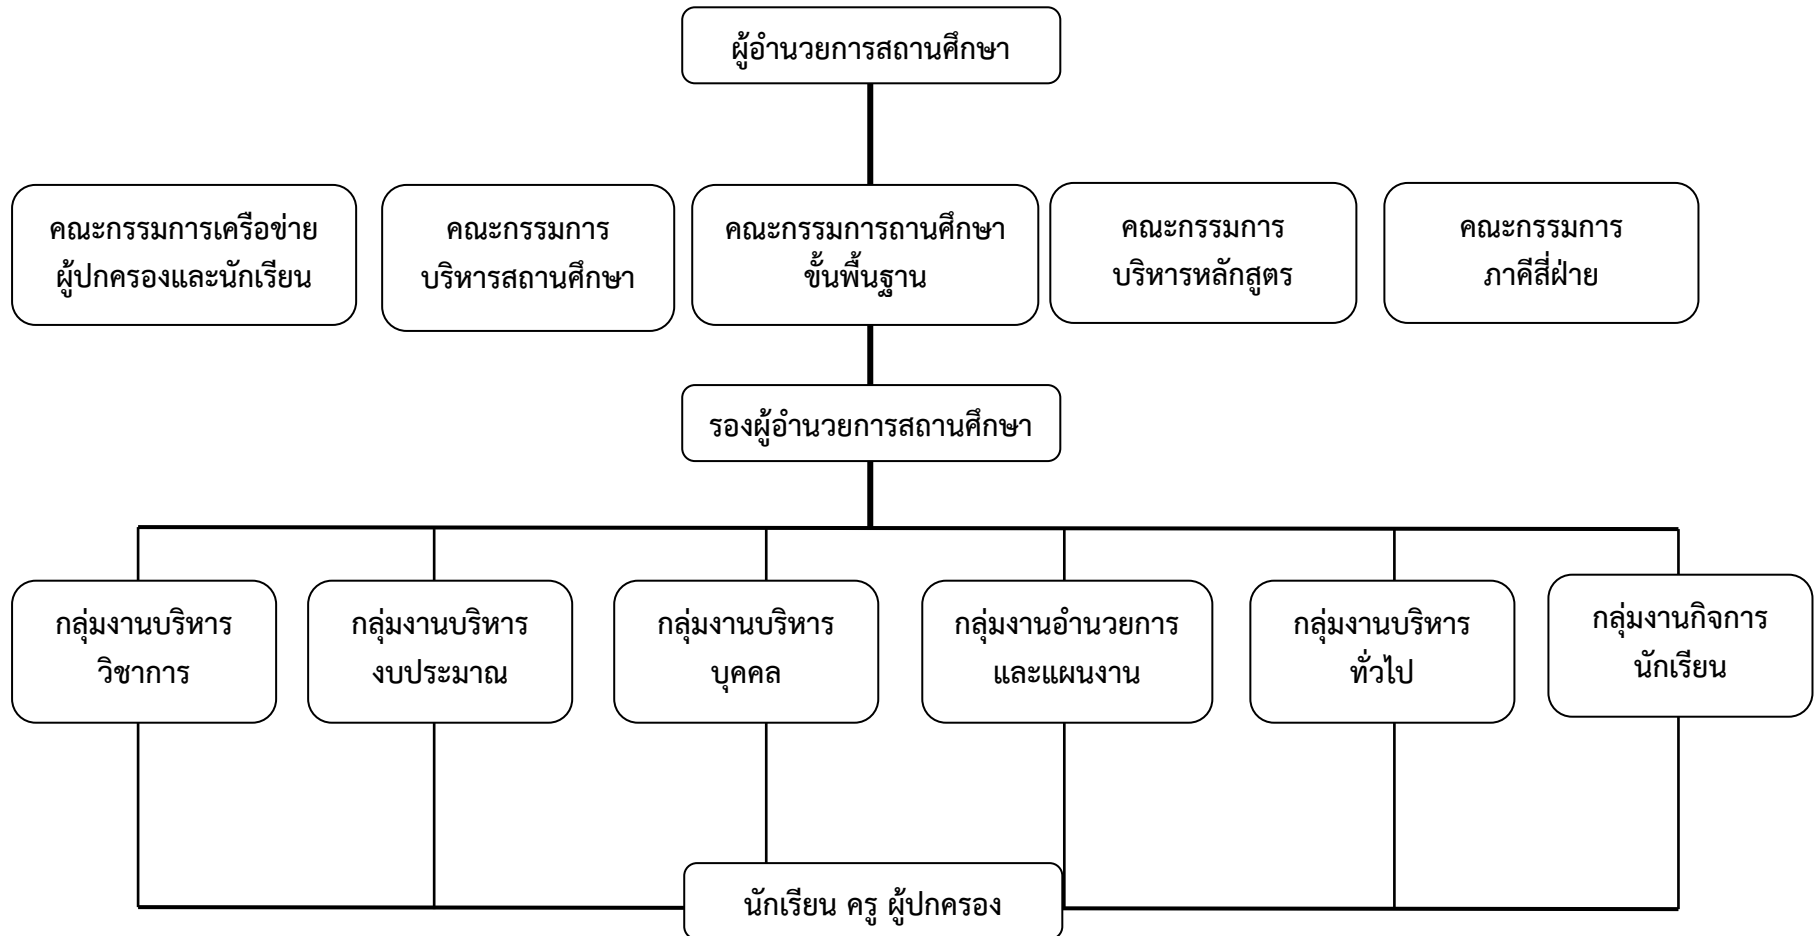 ผู้อำนวยการสถานศึกษา
คณะกรรมการเครือข่าย
ผู้ปกครองและนักเรียน
คณะกรรมการ
บริหารสถานศึกษา
คณะกรรมการถานศึกษา
ขั้นพื้นฐาน
คณะกรรมการ
บริหารหลักสูตร
คณะกรรมการ
ภาคีสี่ฝ่าย
รองผู้อำนวยการสถานศึกษา
กลุ่มงานบริหาร
วิชาการ
กลุ่มงานบริหาร
งบประมาณ
กลุ่มงานบริหาร
บุคคล
กลุ่มงานอำนวยการ
และแผนงาน
กลุ่มงานบริหาร
ทั่วไป
กลุ่มงานกิจการ
นักเรียน
นักเรียน ครู ผู้ปกครอง